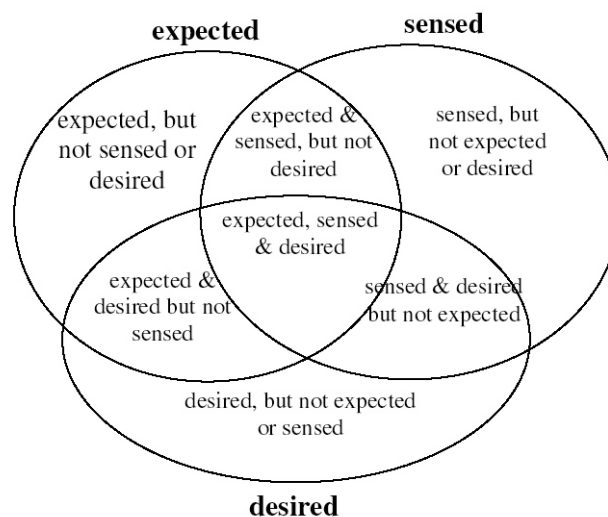 expected
sensed
expected, but
not sensed or
desired
expected &
sensed, but not
desired
sensed, but
not expected
or desired
expected, sensed
& desired
expected &
desired but not
sensed
sensed & desired
but not expected
desired, but not expected
or sensed
desired